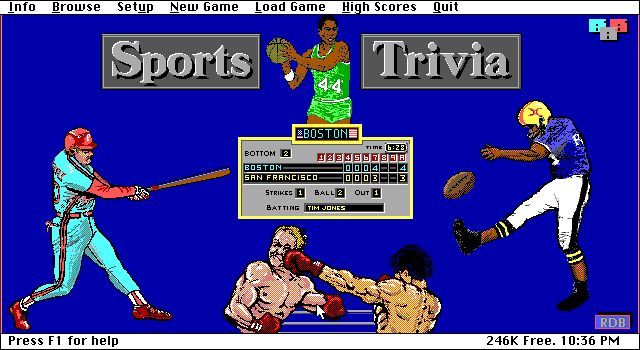 Info Browse Setup New Game Load Game High Scores Quit
Sports Trivia
44
BOSTON
TIME 6:28
BOTTOM 2
1 2 3 4 5 6 7 8 9 R
BOSTON 0 0 0 4 - - 4
SAN FRANCISCO 0 0 0 3 - - 3
STRIKES 1 BALL 2 OUT 1
BATTING TIM JONES
RDB
Press F1 for help 246K Free. 10:36 PM